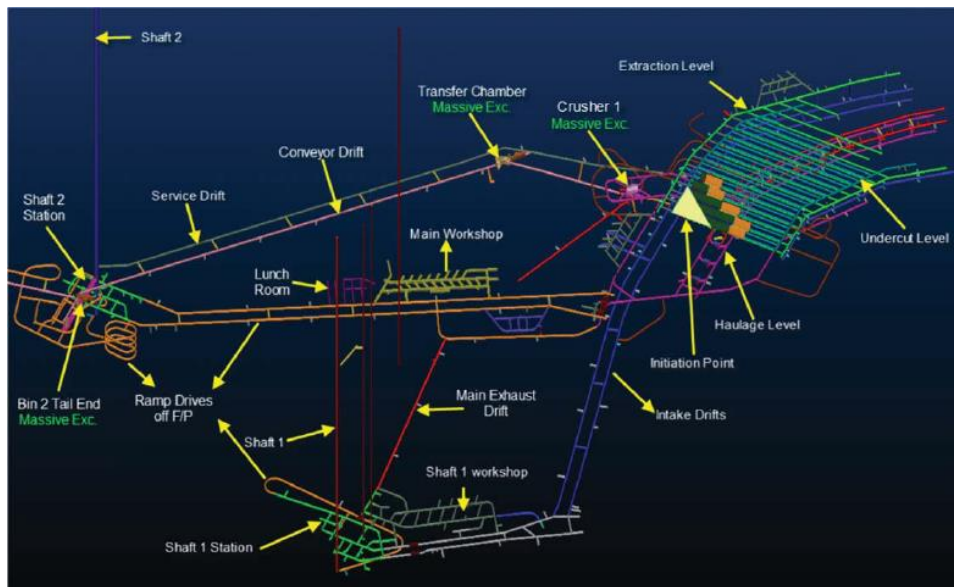 Shaft 2
Extraction Level
Transfer Chamber
Massive Exc.
Crusher 1
Massive Exc.
Conveyor Drift
Service Drift
Shaft 2
Station
Main Workshop
Undercut Level
Lunch
Room
Haulage Level
Initiation Point
Bin 2 Tail End
Massive Exc.
Ramp Drives
off F/P
Main Exhaust
Drift
Intake Drifts
Shaft 1
Shaft 1 workshop
Shaft 1 Station